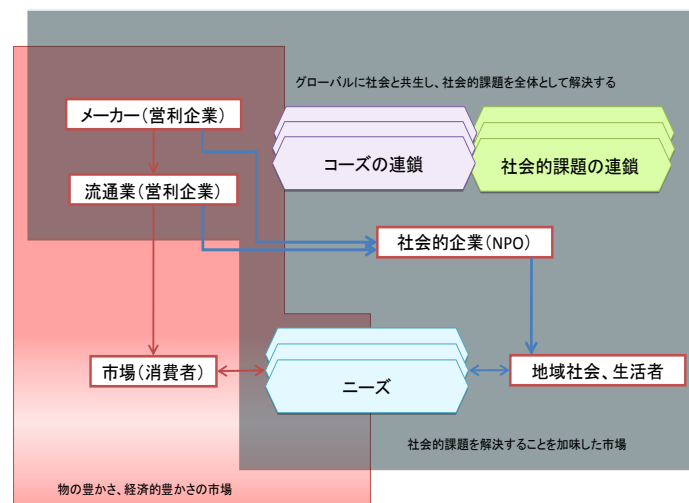 グローバルに社会と共生し、社会的課題を全体として解決する
メーカー(営利企業)
コーズの連鎖
社会的課題の連鎖
流通業(営利企業)
社会的企業(NPO)
市場(消費者)
ニーズ
地域社会、生活者
社会的課題を解決することを加味した市場
物の豊かさ、経済的豊かさの市場